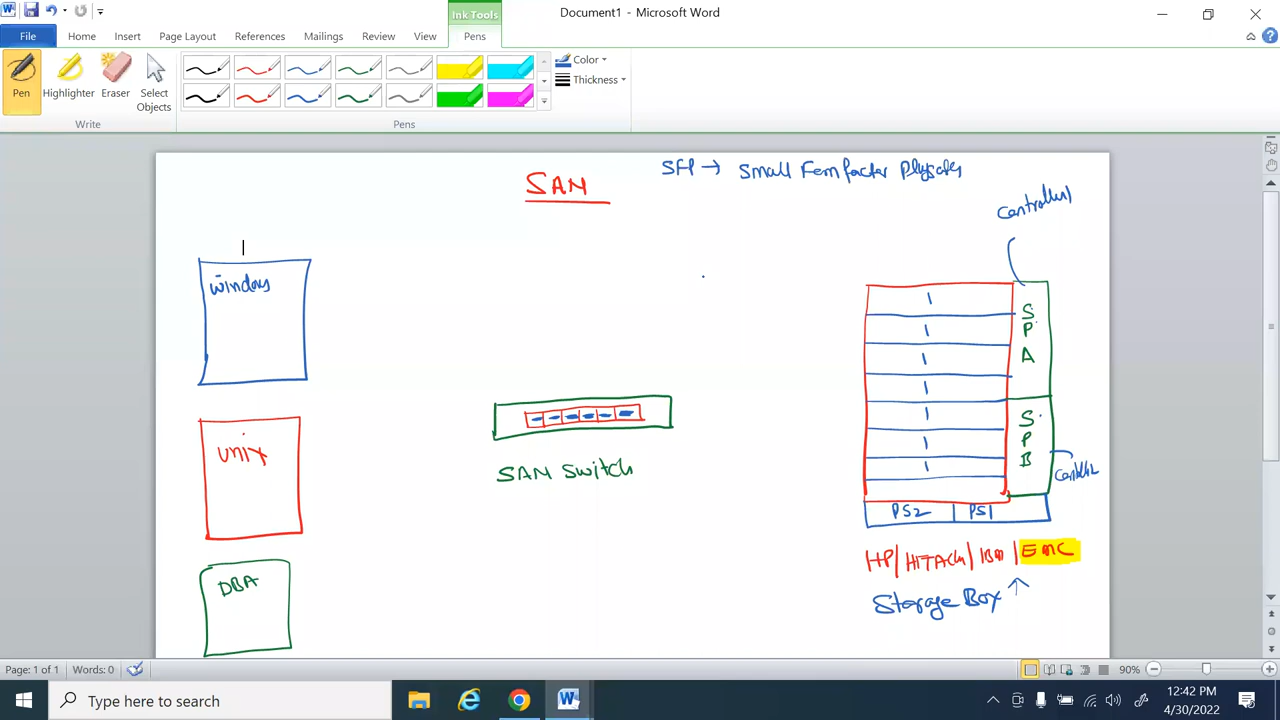 Document1 - Microsoft Word
Ink Tools
File Home Insert Page Layout References Mailings Review View Pens
Pen Highlighter Eraser Select Objects
Color
Thickness
Write Pens
SFP → Small Form factor
SAN
windows
SPA
unix
SAN Switch
SPB
PS2 PS1
DBA
HP/ HITACHI/ IBM/ EMC
Storage Box
Page: 1 of 1 Words: 0 90%
Type here to search
12:42 PM
4/30/2022